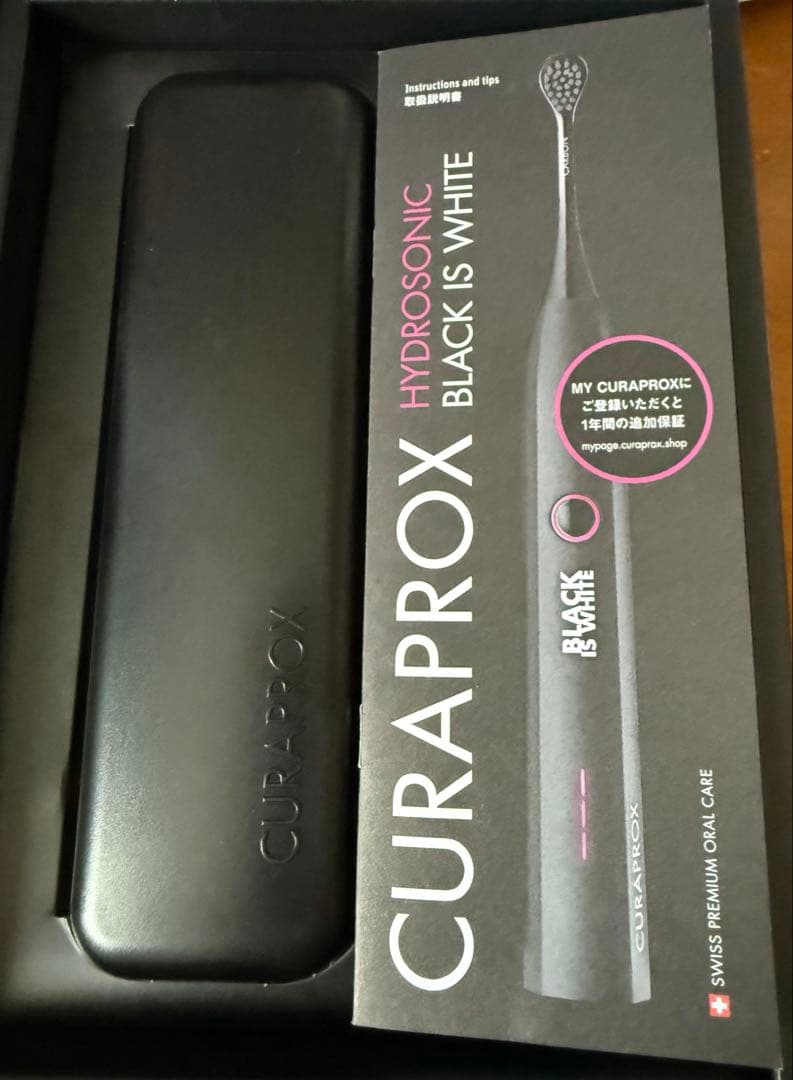 CURAPROX
Instructions and tips
取扱説明書
CURAPROX
HYDROSONIC
BLACK IS WHITE
CARBON
MY CURAPROXに
ご登録いただくと
1年間の追加保証
mypage.curaprox.shop
BLACK
IS WHITE
CURAPROX
SWISS PREMIUM ORAL CARE